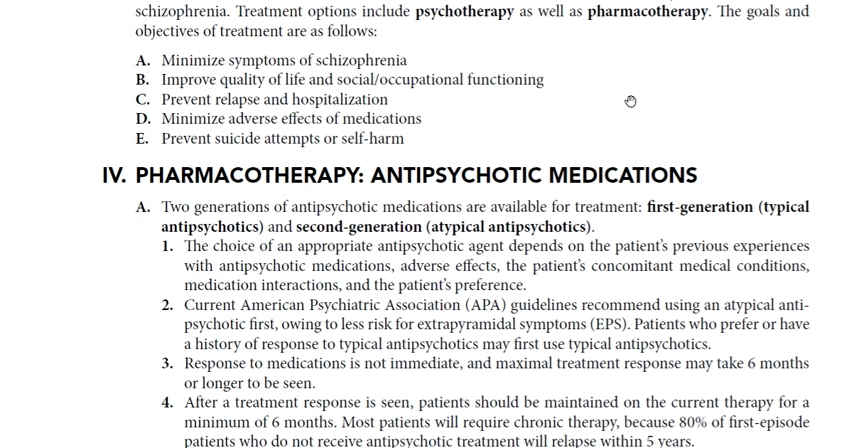 schizophrenia. Treatment options include psychotherapy as well as pharmacotherapy. The goals and
objectives of treatment are as follows:
A. Minimize symptoms of schizophrenia
B. Improve quality of life and social/occupational functioning
C. Prevent relapse and hospitalization
D. Minimize adverse effects of medications
E. Prevent suicide attempts or self-harm
IV. PHARMACOTHERAPY: ANTIPSYCHOTIC MEDICATIONS
A. Two generations of antipsychotic medications are available for treatment: first-generation (typical
antipsychotics) and second-generation (atypical antipsychotics).
1. The choice of an appropriate antipsychotic agent depends on the patient's previous experiences
with antipsychotic medications, adverse effects, the patient's concomitant medical conditions,
medication interactions, and the patient's preference.
2. Current American Psychiatric Association (APA) guidelines recommend using an atypical anti-
psychotic first, owing to less risk for extrapyramidal symptoms (EPS). Patients who prefer or have
a history of response to typical antipsychotics may first use typical antipsychotics.
3. Response to medications is not immediate, and maximal treatment response may take 6 months
or longer to be seen.
4. After a treatment response is seen, patients should be maintained on the current therapy for a
minimum of 6 months. Most patients will require chronic therapy, because 80% of first-episode
patients who do not receive antipsychotic treatment will relapse within 5 years.